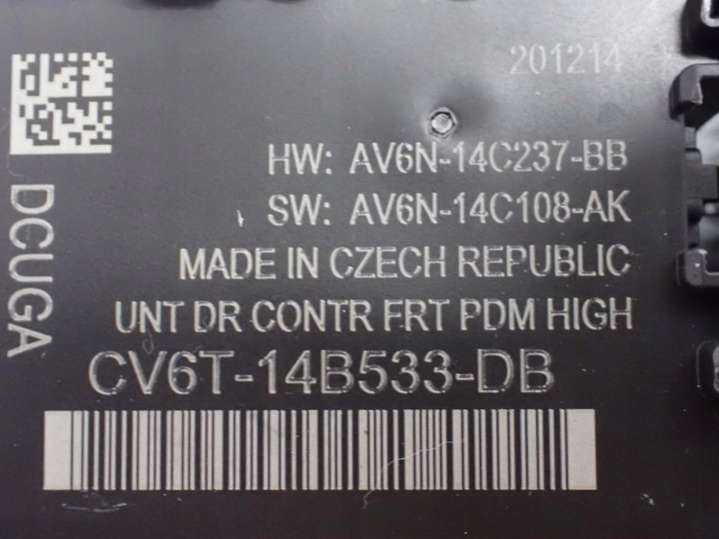 201214
HW: AV6N-14C237-BB
SW: AV6N-14C108-AK
MADE IN CZECH REPUBLIC
UNT DR CONTR FRT PDM HIGH
CV6T-14B533-DB
DCUGA